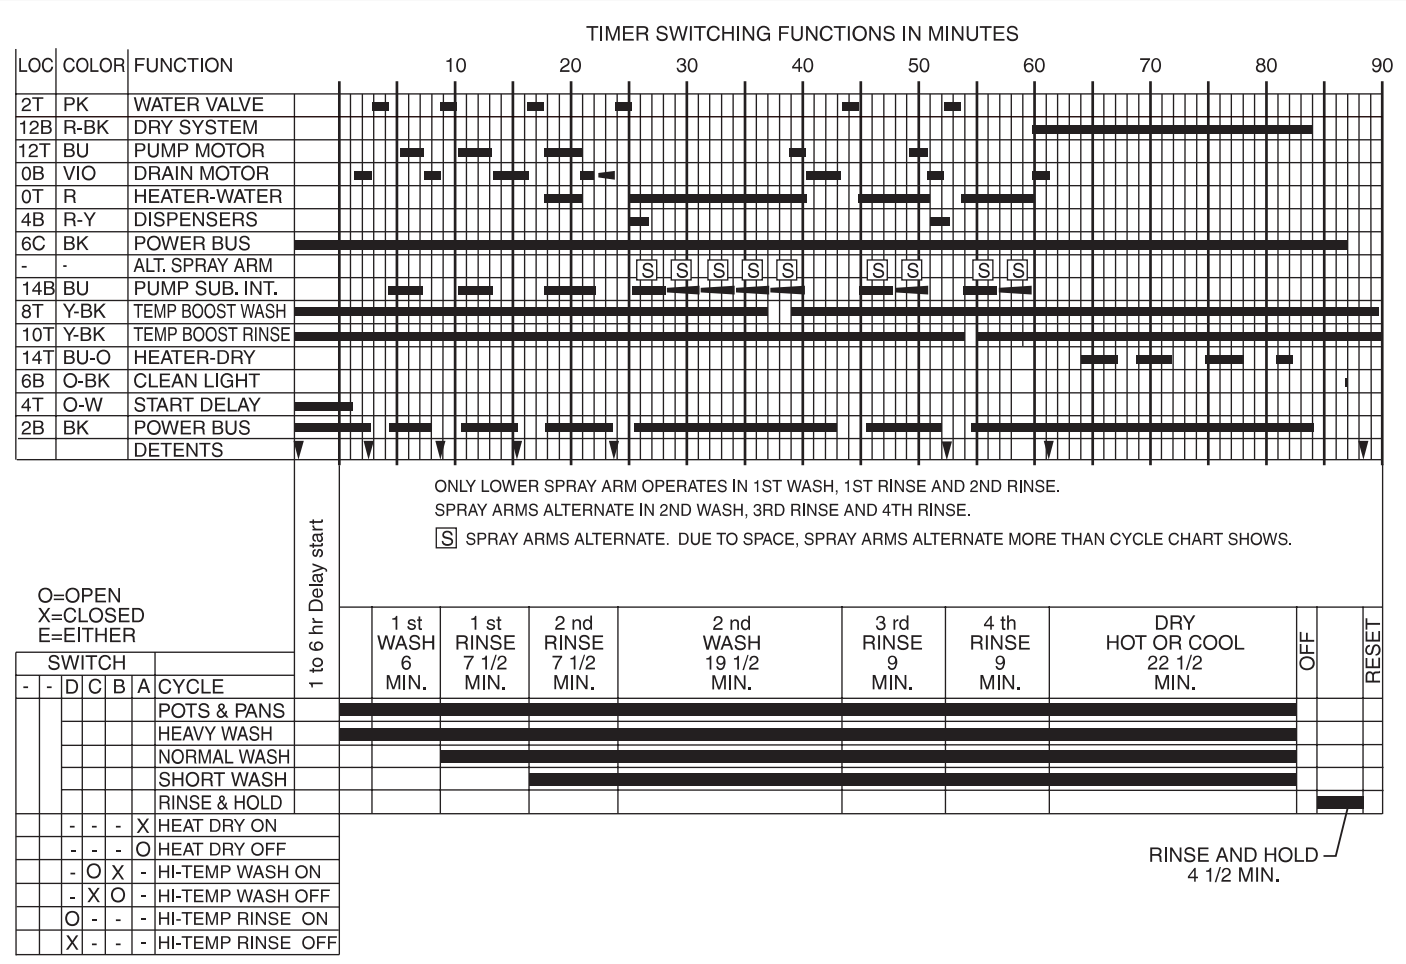 TIMER SWITCHING FUNCTIONS IN MINUTES
LOC COLOR FUNCTION 10 20 30 40 50 60 70 80 90
2T PK WATER VALVE
12B R-BK DRY SYSTEM
12T BU PUMP MOTOR
0B VIO DRAIN MOTOR
0T R HEATER-WATER
4B R-Y DISPENSERS
6C BK POWER BUS
- - ALT. SPRAY ARM S S S S S S S S S
14B BU PUMP SUB. INT.
8T Y-BK TEMP BOOST WASH
10T Y-BK TEMP BOOST RINSE
14T BU-O HEATER-DRY
6B O-BK CLEAN LIGHT
4T O-W START DELAY
2B BK POWER BUS
DETENTS
ONLY LOWER SPRAY ARM OPERATES IN 1ST WASH, 1ST RINSE AND 2ND RINSE.
SPRAY ARMS ALTERNATE IN 2ND WASH, 3RD RINSE AND 4TH RINSE.
S SPRAY ARMS ALTERNATE. DUE TO SPACE, SPRAY ARMS ALTERNATE MORE THAN CYCLE CHART SHOWS.
1 to 6 hr Delay start
O=OPEN
X=CLOSED
E=EITHER
1 st
WASH
6
MIN.
1 st
RINSE
7 1/2
MIN.
2 nd
RINSE
7 1/2
MIN.
2 nd
WASH
19 1/2
MIN.
3 rd
RINSE
9
MIN.
4 th
RINSE
9
MIN.
DRY
HOT OR COOL
22 1/2
MIN.
OFF
RESET
SWITCH
- - D C B A CYCLE
POTS & PANS
HEAVY WASH
NORMAL WASH
SHORT WASH
RINSE & HOLD
- - - X HEAT DRY ON
- - - O HEAT DRY OFF
- O X - HI-TEMP WASH ON
- X O - HI-TEMP WASH OFF
O - - - HI-TEMP RINSE ON
X - - - HI-TEMP RINSE OFF
RINSE AND HOLD
4 1/2 MIN.